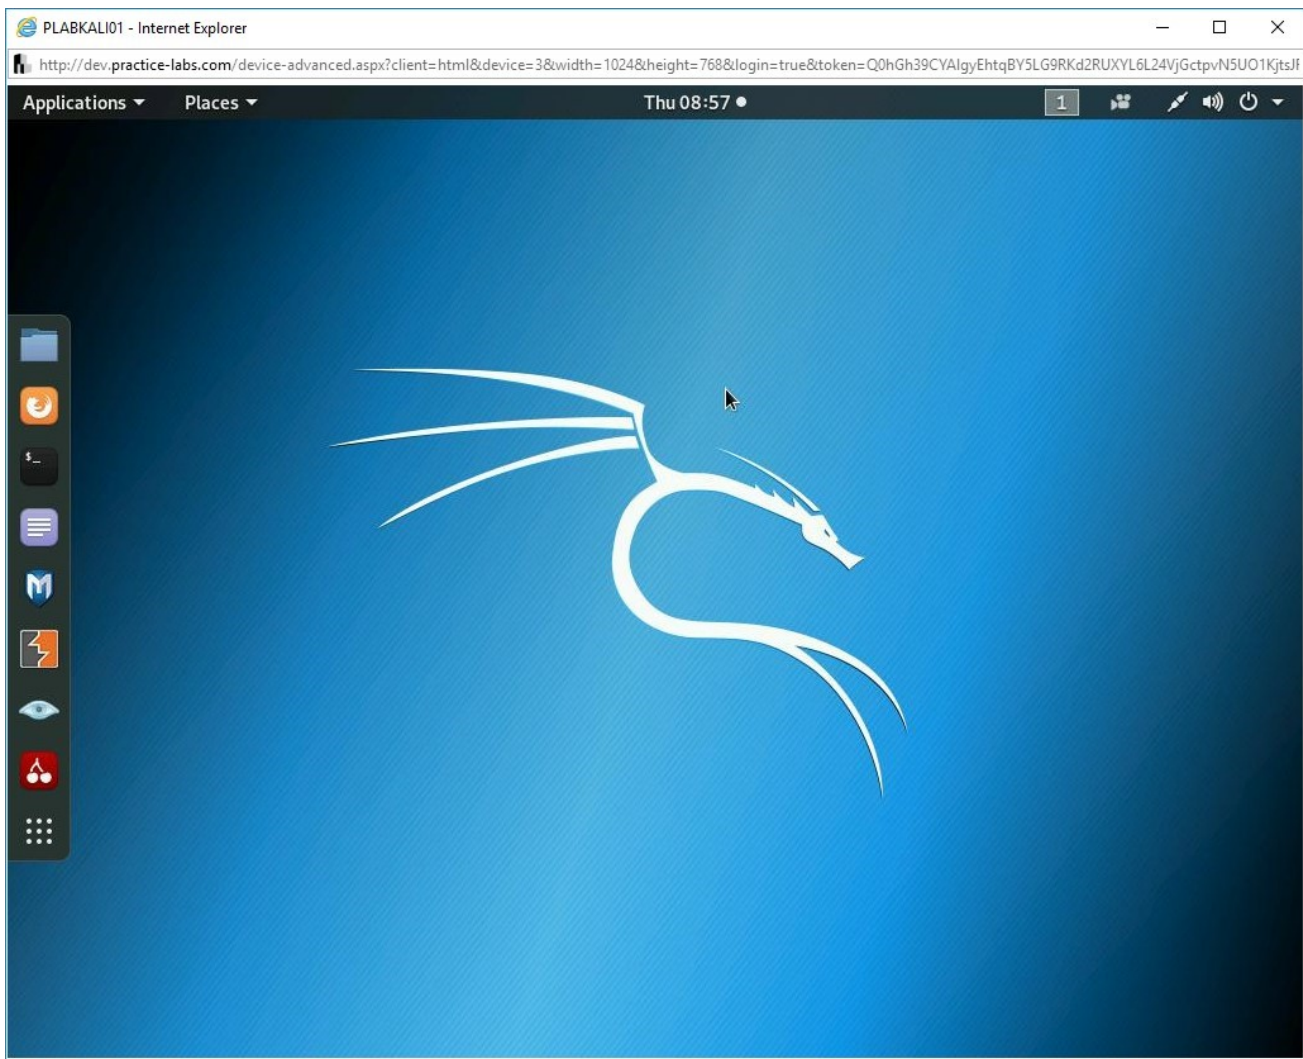 PLABKALI01 - Internet Explorer
http://dev.practice-labs.com/device-advanced.aspx?client=html&device=3&width=1024&height=768&login=true&token=Q0hGh39CYAIgyEhtqBY5LG9RKd2RUXYL6L24VjGctpvN5UO1KjtsJF
Applications Places Thu 08:57 1
$_